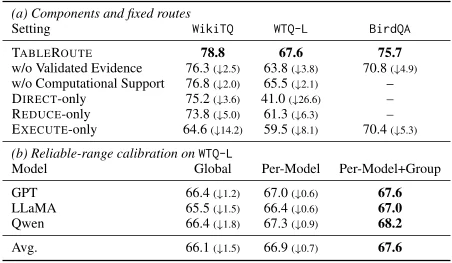 (a) Components and fixed routes
Setting WikiTQ WTQ-L BirdQA
TABLEROUTE 78.8 67.6 75.7
w/o Validated Evidence 76.3 (↓2.5) 63.8 (↓3.8) 70.8 (↓4.9)
w/o Computational Support 76.8 (↓2.0) 65.5 (↓2.1) –
DIRECT-only 75.2 (↓3.6) 41.0 (↓26.6) –
REDUCE-only 73.8 (↓5.0) 61.3 (↓6.3) –
EXECUTE-only 64.6 (↓14.2) 59.5 (↓8.1) 70.4 (↓5.3)
(b) Reliable-range calibration on WTQ-L
Model Global Per-Model Per-Model+Group
GPT 66.4 (↓1.2) 67.0 (↓0.6) 67.6
LLaMA 65.5 (↓1.5) 66.4 (↓0.6) 67.0
Qwen 66.4 (↓1.8) 67.3 (↓0.9) 68.2
Avg. 66.1 (↓1.5) 66.9 (↓0.7) 67.6